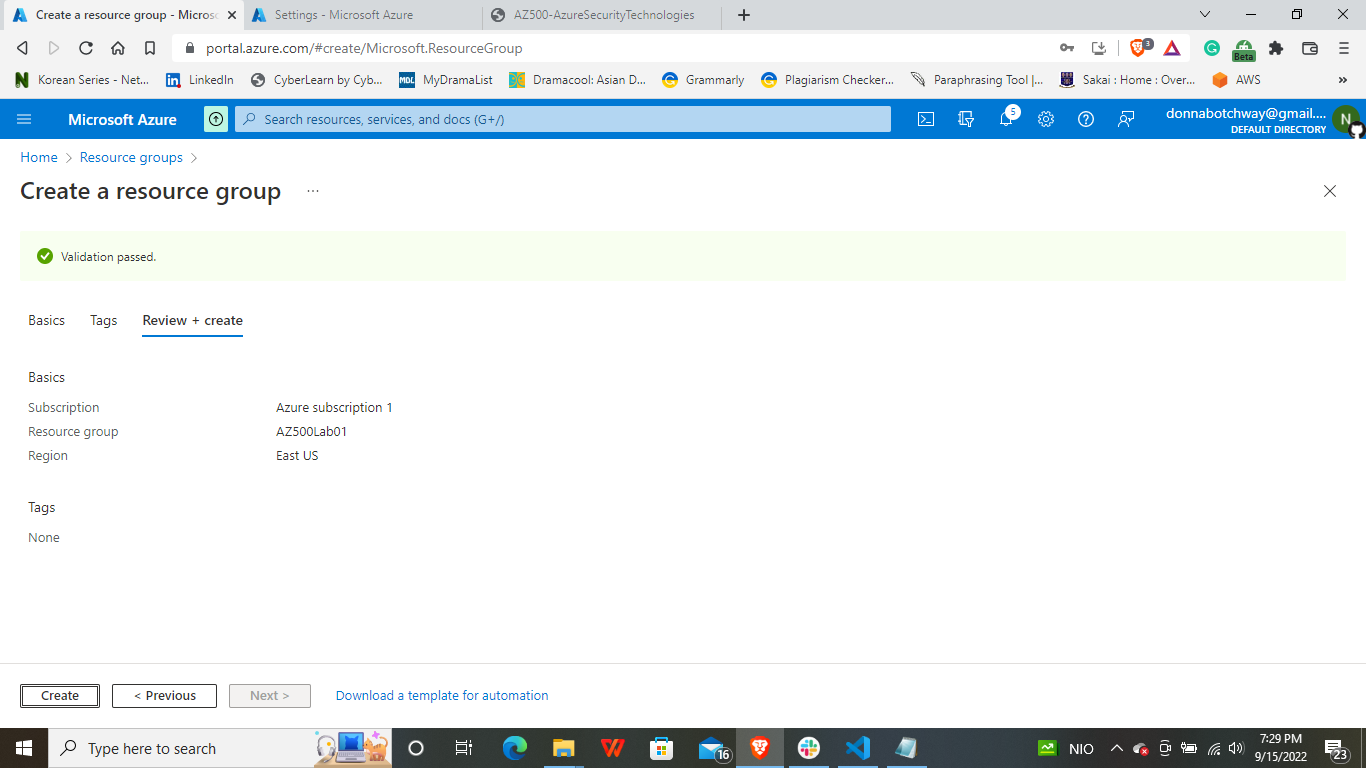 Create a resource group - Micros
Settings - Microsoft Azure
AZ500-AzureSecurityTechnologies
portal.azure.com/#create/Microsoft.ResourceGroup
3
Beta
Korean Series - Net...
LinkedIn
CyberLearn by Cyb...
MDL
MyDramaList
Dramacool: Asian D...
Grammarly
Plagiarism Checker...
Paraphrasing Tool |...
Sakai : Home : Over...
AWS
Microsoft Azure
Search resources, services, and docs (G+/)
5
donnabotchway@gmail....
DEFAULT DIRECTORY
N
Home
Resource groups
Create a resource group
Validation passed.
Basics
Tags
Review + create
Basics
Subscription
Azure subscription 1
Resource group
AZ500Lab01
Region
East US
Tags
None
Create
< Previous
Next >
Download a template for automation
Type here to search
16
NIO
7:29 PM
9/15/2022
23